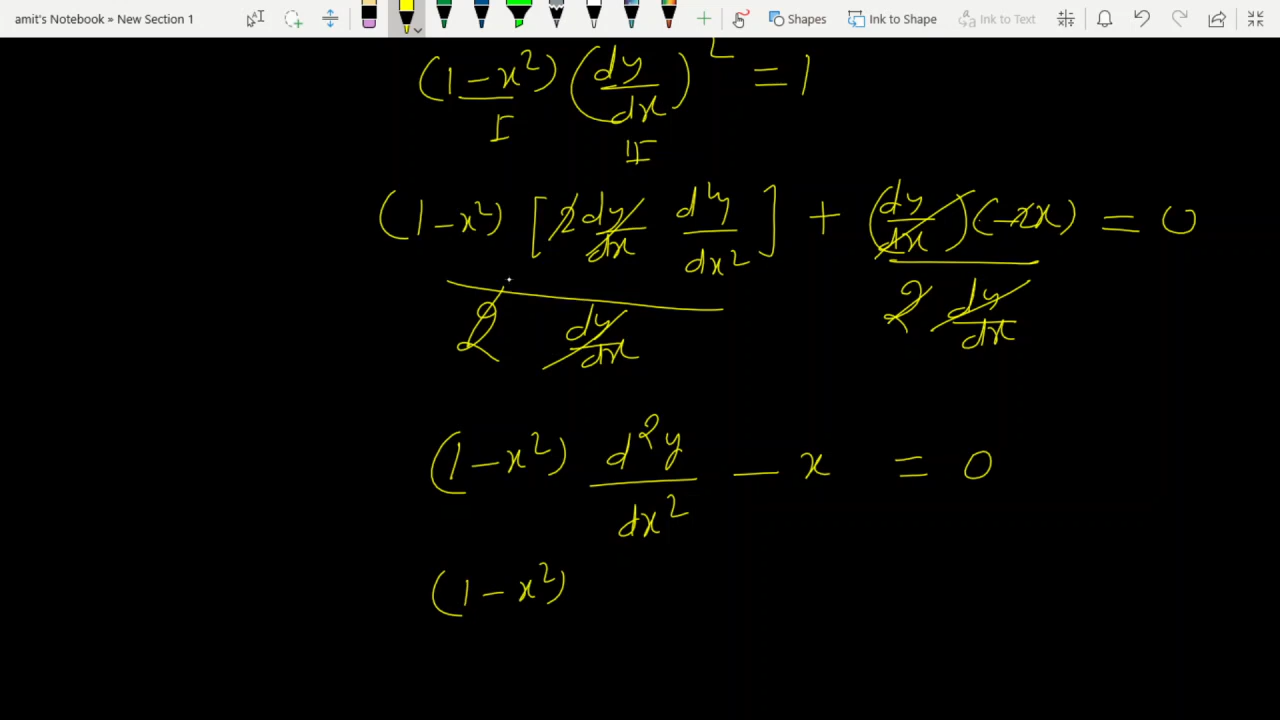 amit's Notebook » New Section 1 Shapes Ink to Shape Ink to Text
(1-x²) (dy/dx)² = 1
I II
(1-x²) [2 dy/dx d²y/dx²] + (dy/dx)(-2x) = 0
2 dy/dx 2 dy/dx
(1-x²) d²y/dx² - x = 0
(1-x²)